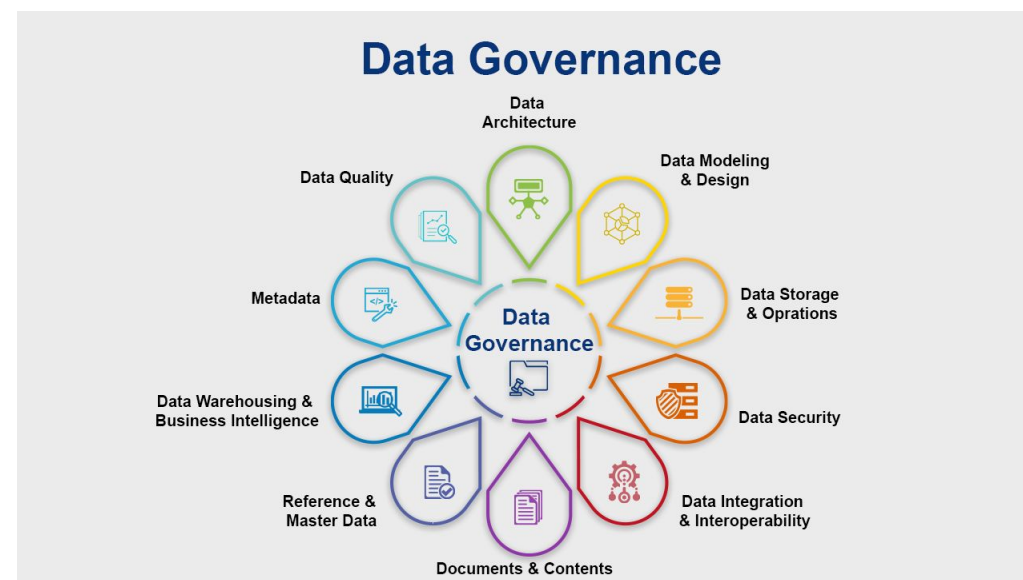 Data Governance
Data
Architecture
Data Modeling
& Design
Data Storage
& Oprations
Data Security
Data Integration
& Interoperability
Documents & Contents
Reference &
Master Data
Data Warehousing &
Business Intelligence
Metadata
Data Quality
Data
Governance